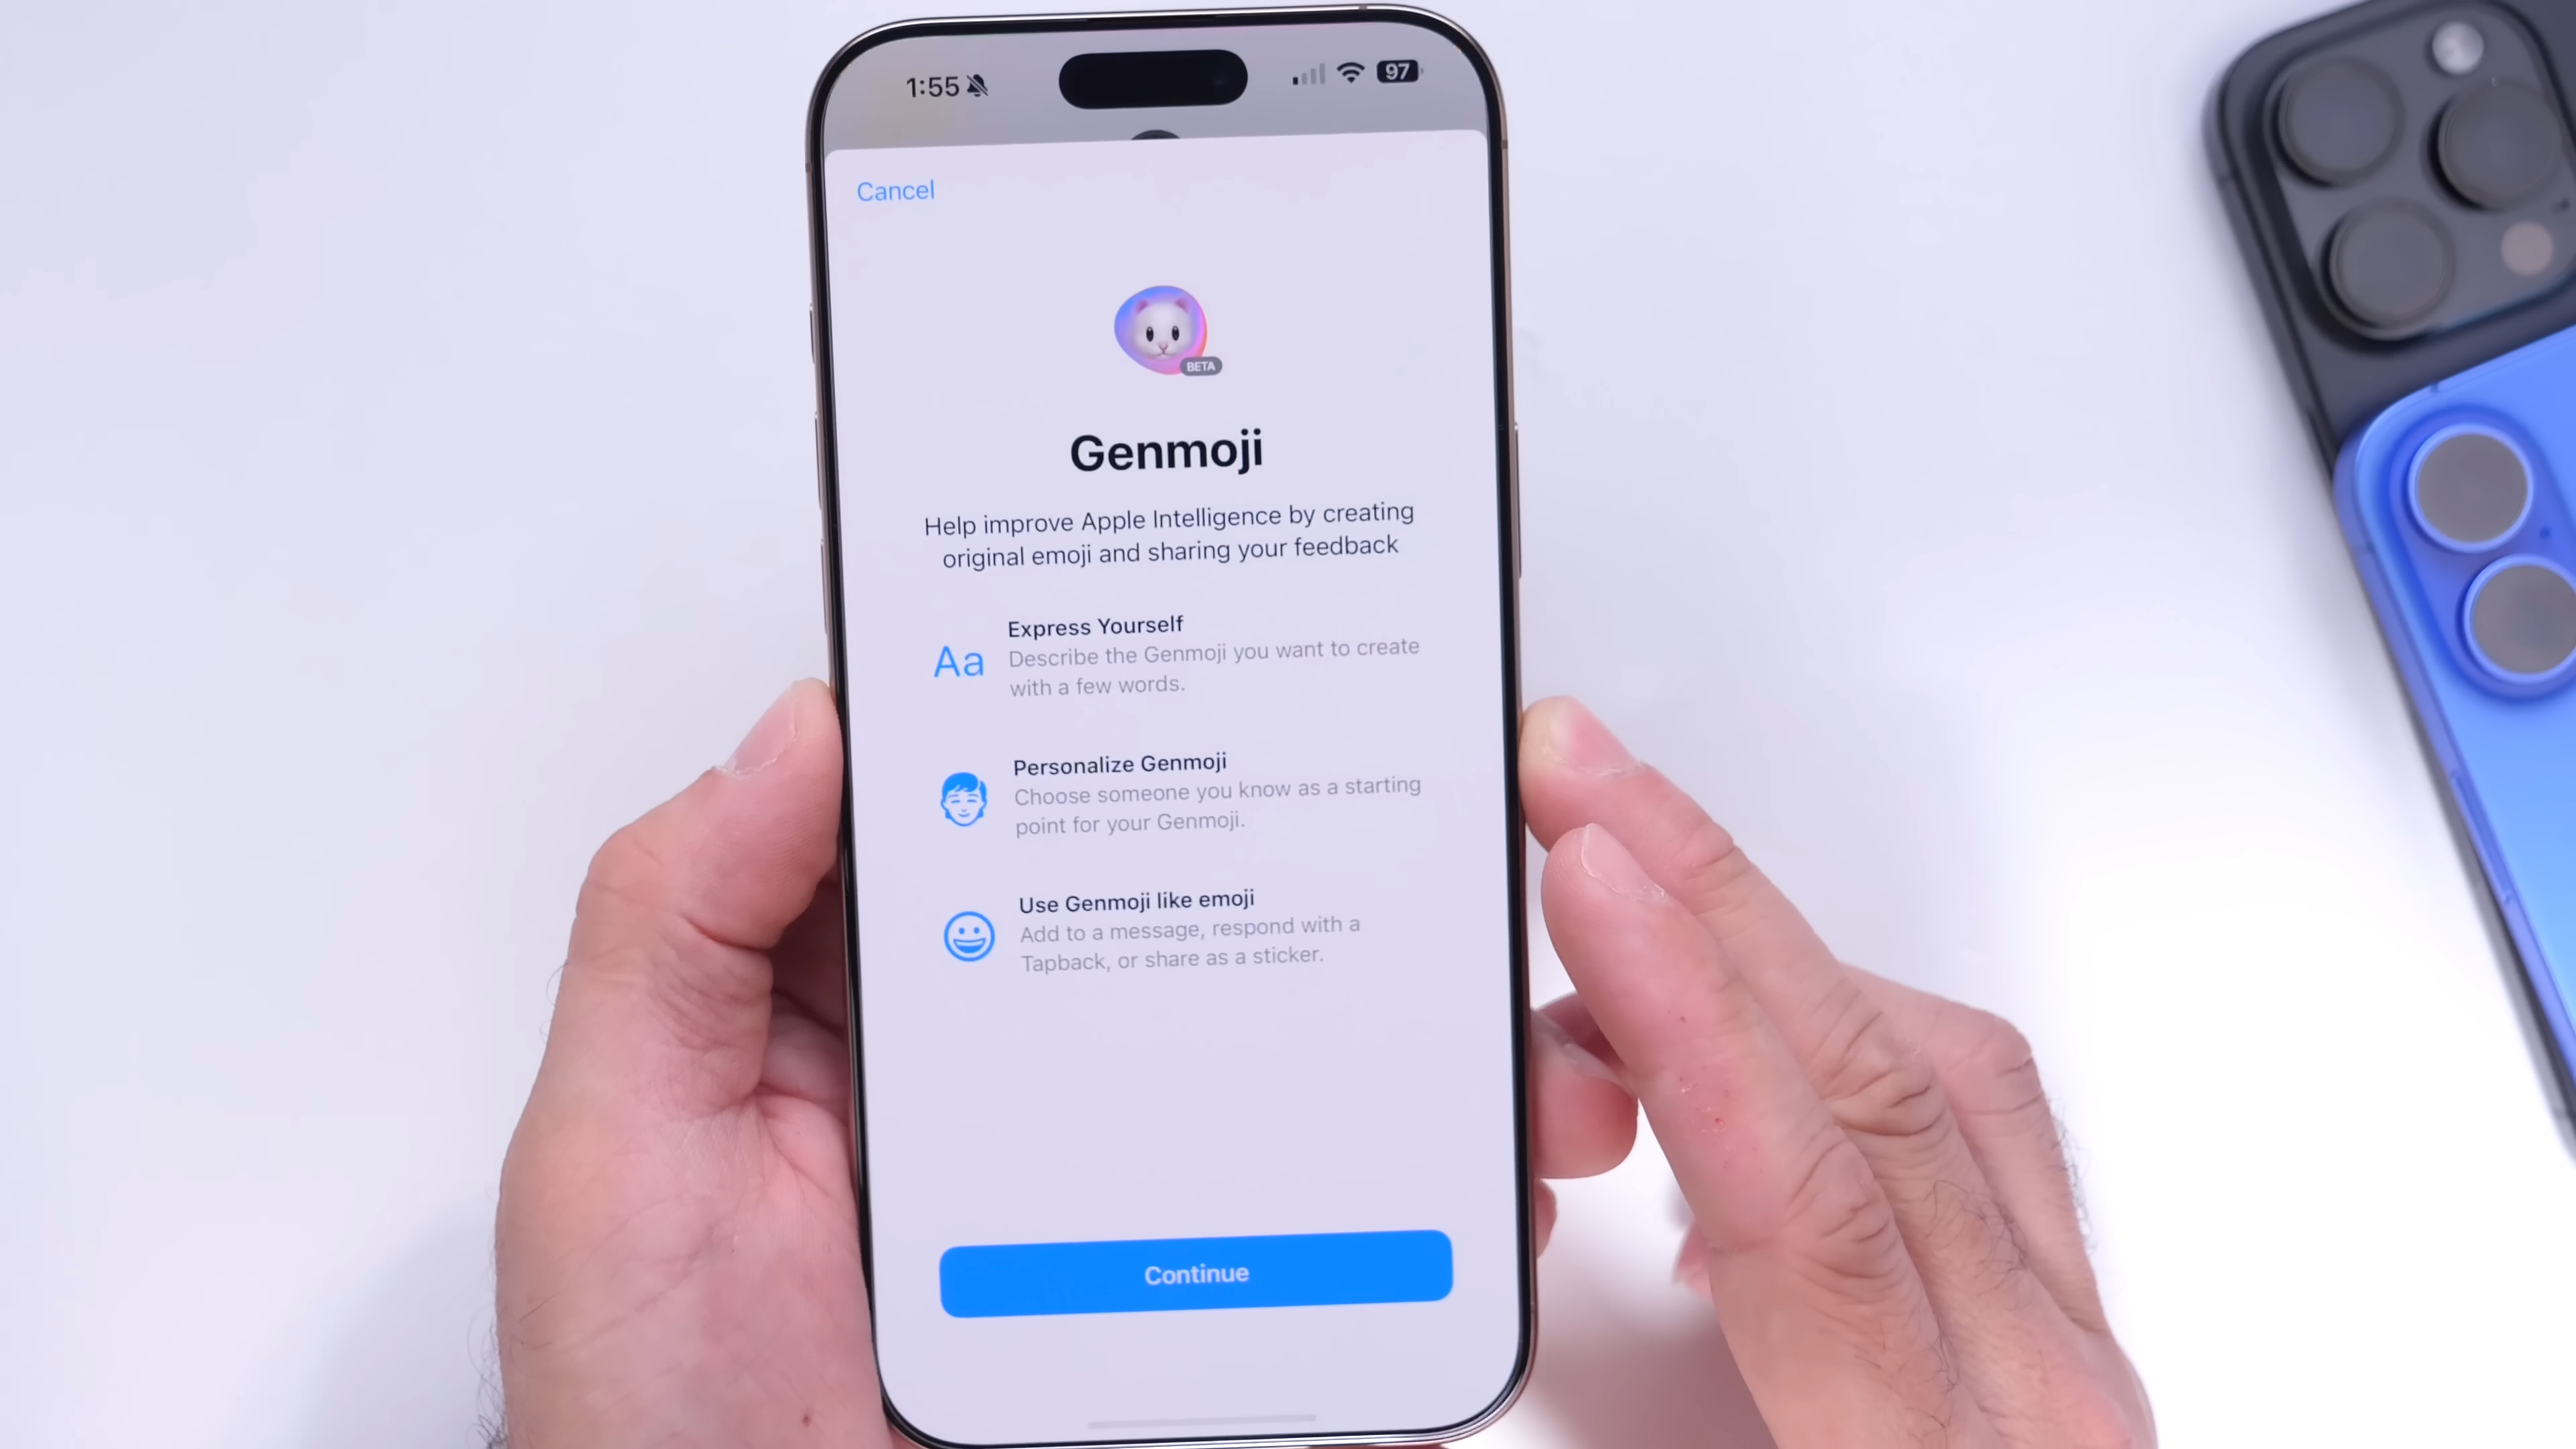 1:55
97
Cancel
BETA
Genmoji
Help improve Apple Intelligence by creating
original emoji and sharing your feedback
Aa
Express Yourself
Describe the Genmoji you want to create
with a few words.
Personalize Genmoji
Choose someone you know as a starting
point for your Genmoji.
Use Genmoji like emoji
Add to a message, respond with a
Tapback, or share as a sticker.
Continue